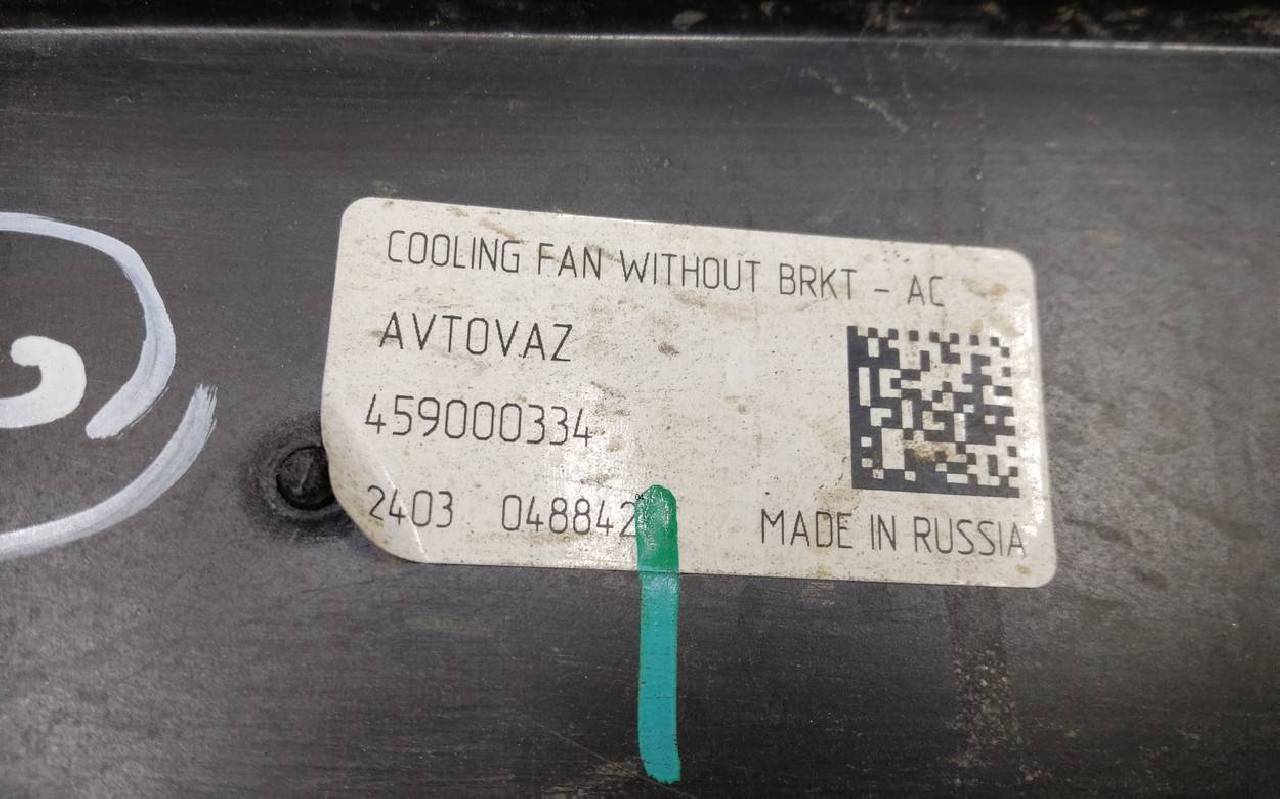 COOLING FAN WITHOUT BRKT - AC
AVTOVAZ
459000334
2403 048842
MADE IN RUSSIA